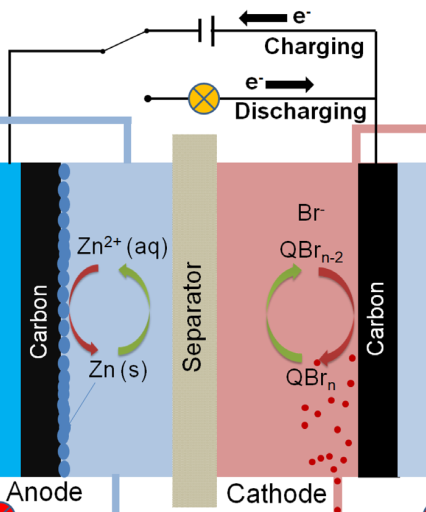 e⁻
Charging
e⁻
Discharging
Br⁻
Zn²⁺ (aq)
QBrₙ₋₂
Carbon
Separator
Carbon
Zn (s)
QBrₙ
Anode
Cathode